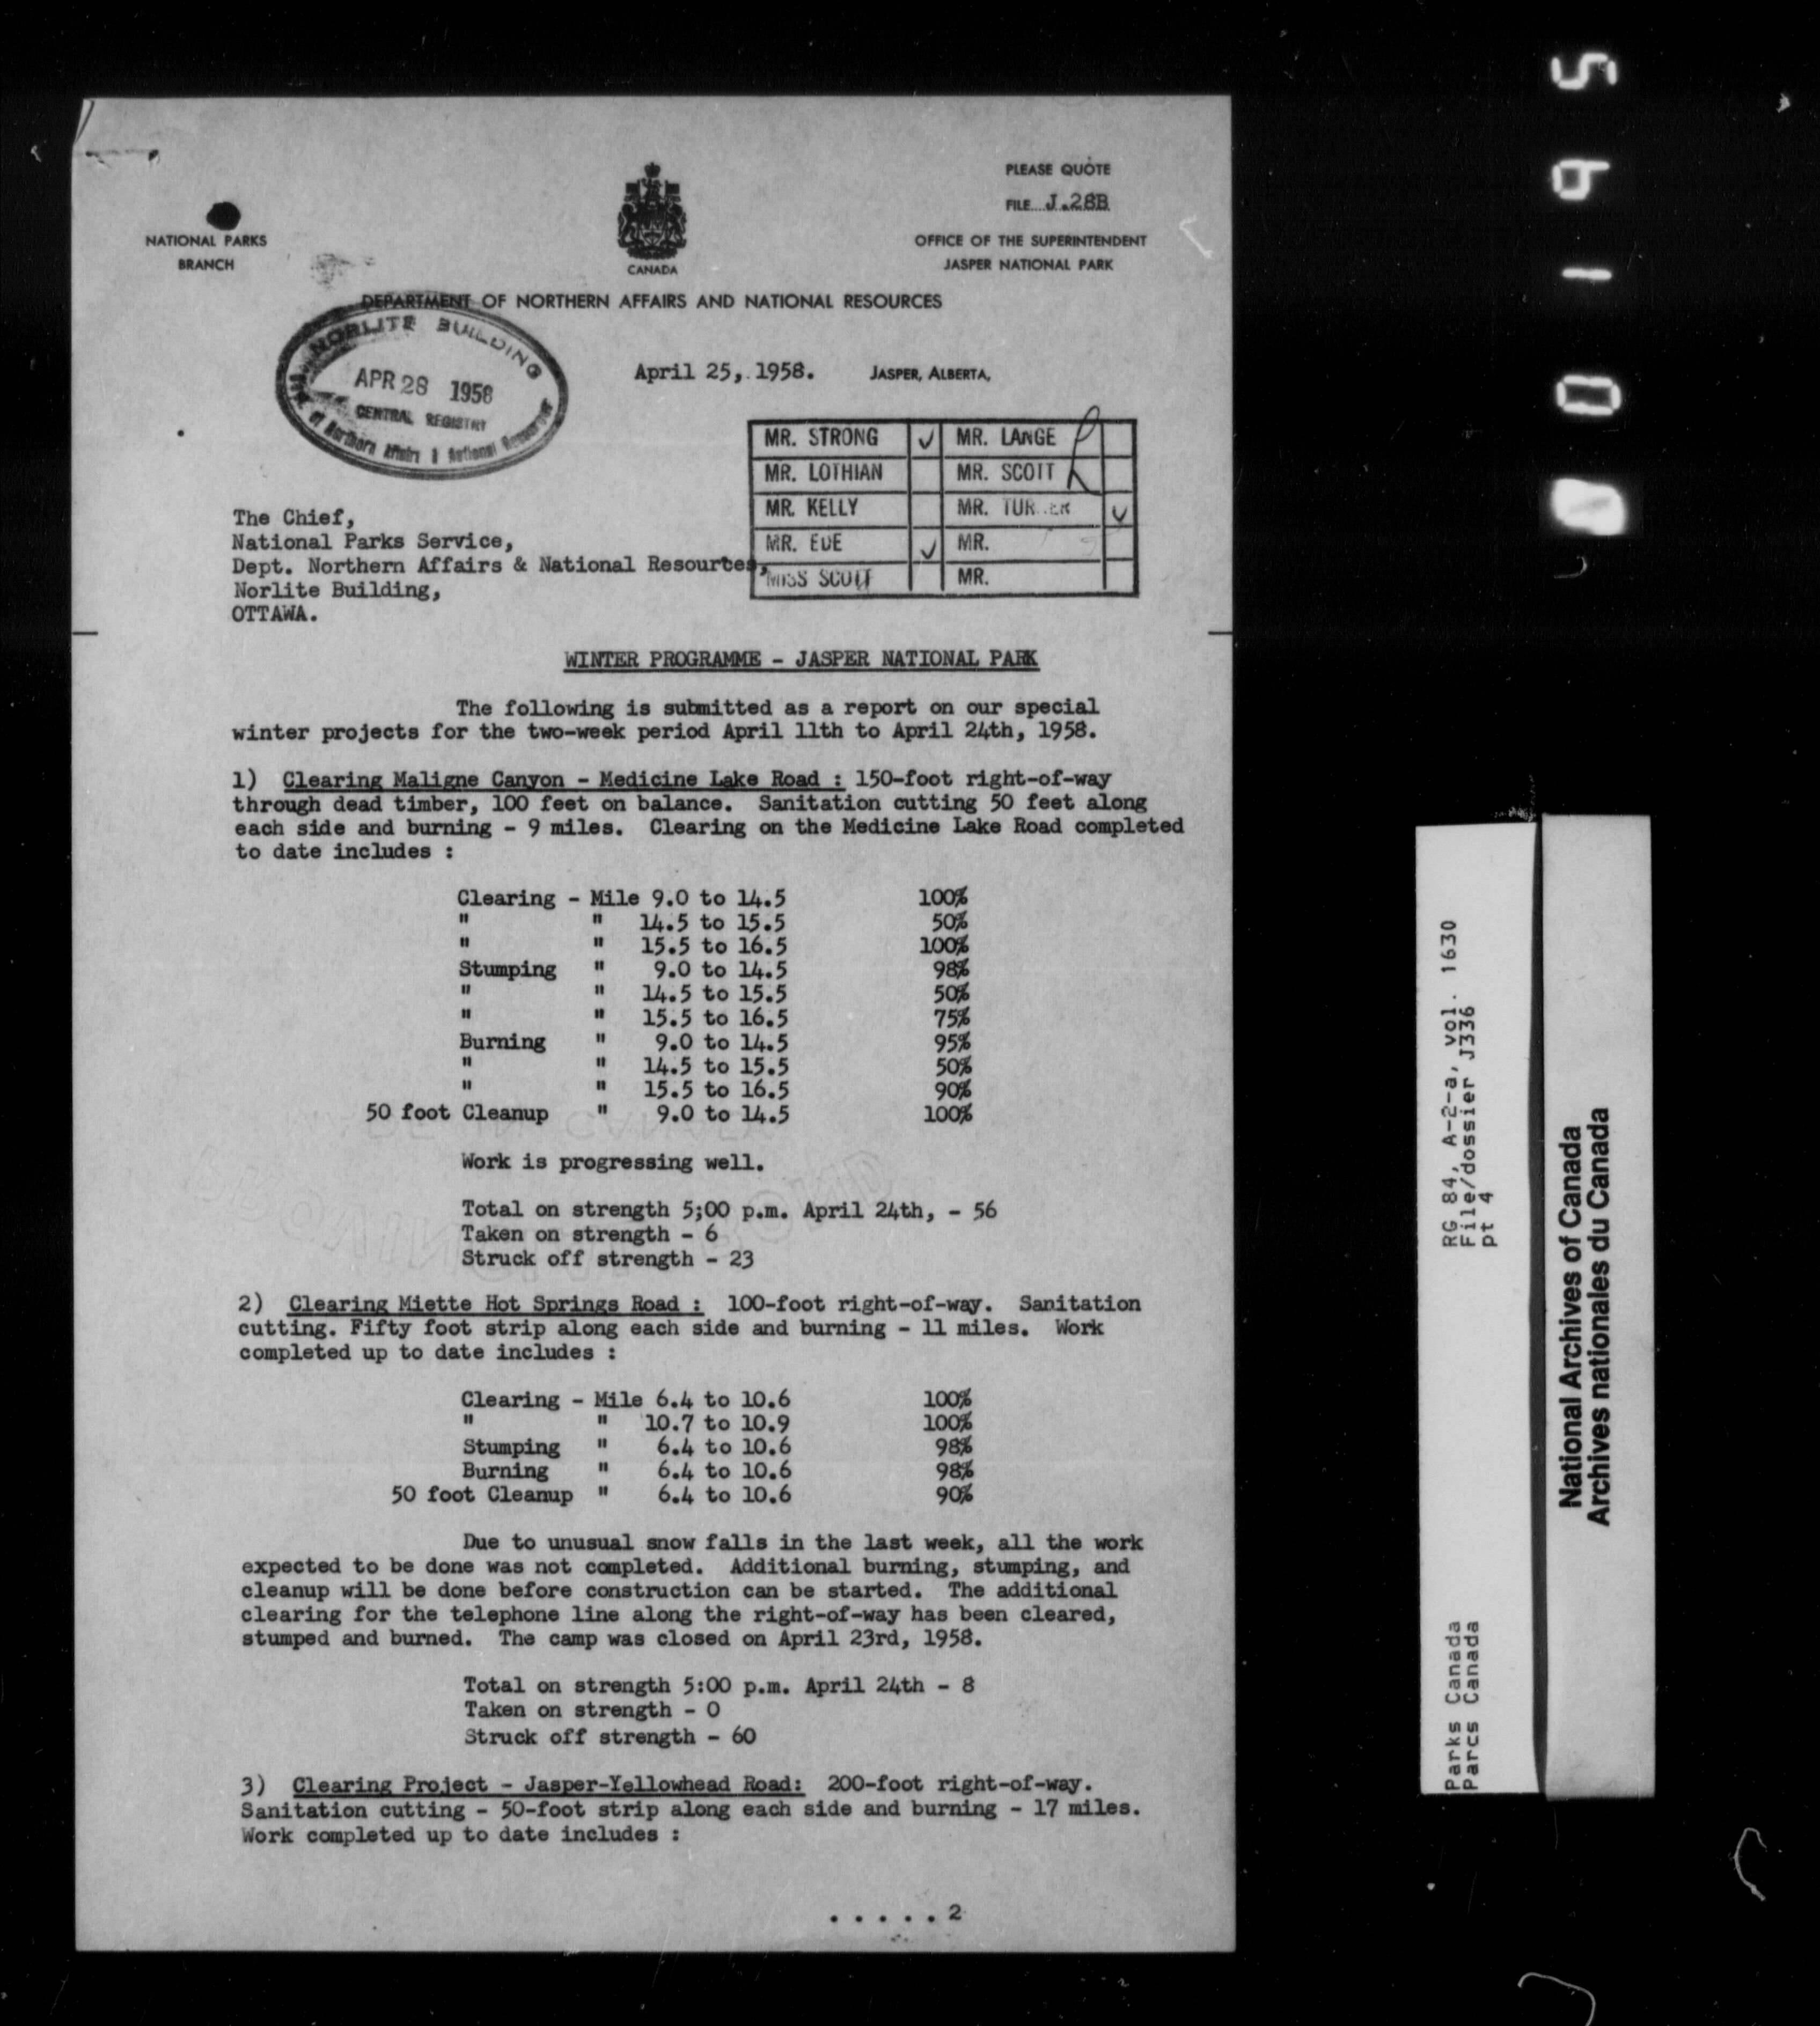 PLEASE QUOTE
FILE J.28B
NATIONAL PARKS
BRANCH
CANADA
OFFICE OF THE SUPERINTENDENT
JASPER NATIONAL PARK
DEPARTMENT OF NORTHERN AFFAIRS AND NATIONAL RESOURCES
NORLITE BUILDING
APR 28 1958
CENTRAL REGISTRY
of Northern Affairs & National Resources
April 25, 1958. JASPER, ALBERTA,
MR. STRONG MR. LANGE
MR. LOTHIAN MR. SCOTT
MR. KELLY MR. TURNER
MR. EDE MR.
MISS SCOTT MR.
The Chief,
National Parks Service,
Dept. Northern Affairs & National Resources,
Norlite Building,
OTTAWA.
WINTER PROGRAMME - JASPER NATIONAL PARK
The following is submitted as a report on our special
winter projects for the two-week period April 11th to April 24th, 1958.
1) Clearing Maligne Canyon - Medicine Lake Road : 150-foot right-of-way
through dead timber, 100 feet on balance. Sanitation cutting 50 feet along
each side and burning - 9 miles. Clearing on the Medicine Lake Road completed
to date includes :
Clearing - Mile 9.0 to 14.5 100%
" " 14.5 to 15.5 50%
" " 15.5 to 16.5 100%
Stumping " 9.0 to 14.5 98%
" " 14.5 to 15.5 50%
" " 15.5 to 16.5 75%
Burning " 9.0 to 14.5 95%
" " 14.5 to 15.5 50%
" " 15.5 to 16.5 90%
50 foot Cleanup " 9.0 to 14.5 100%
Work is progressing well.
Total on strength 5;00 p.m. April 24th, - 56
Taken on strength - 6
Struck off strength - 23
2) Clearing Miette Hot Springs Road : 100-foot right-of-way. Sanitation
cutting. Fifty foot strip along each side and burning - 11 miles. Work
completed up to date includes :
Clearing - Mile 6.4 to 10.6 100%
" " 10.7 to 10.9 100%
Stumping " 6.4 to 10.6 98%
Burning " 6.4 to 10.6 98%
50 foot Cleanup " 6.4 to 10.6 90%
Due to unusual snow falls in the last week, all the work
expected to be done was not completed. Additional burning, stumping, and
cleanup will be done before construction can be started. The additional
clearing for the telephone line along the right-of-way has been cleared,
stumped and burned. The camp was closed on April 23rd, 1958.
Total on strength 5:00 p.m. April 24th - 8
Taken on strength - 0
Struck off strength - 60
3) Clearing Project - Jasper-Yellowhead Road: 200-foot right-of-way.
Sanitation cutting - 50-foot strip along each side and burning - 17 miles.
Work completed up to date includes :
. . . . . 2
RG 84, A-2-a, vol. 1630
File/dossier J336
pt 4
Parks Canada
Parcs Canada
National Archives of Canada
Archives nationales du Canada